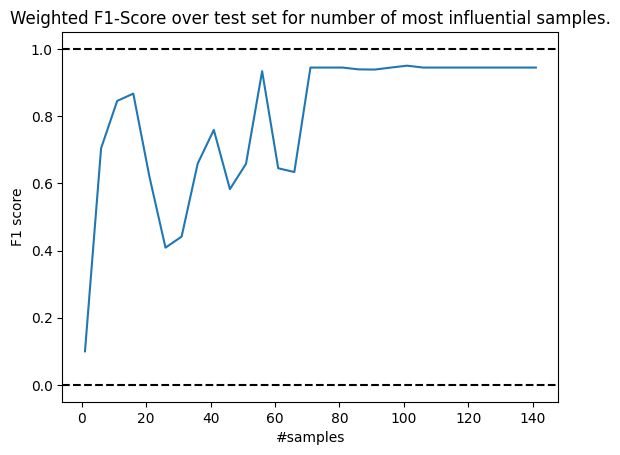 Weighted F1-Score over test set for number of most influential samples.
1.0
0.8
0.6
0.4
0.2
0.0
F1 score
0 20 40 60 80 100 120 140
#samples